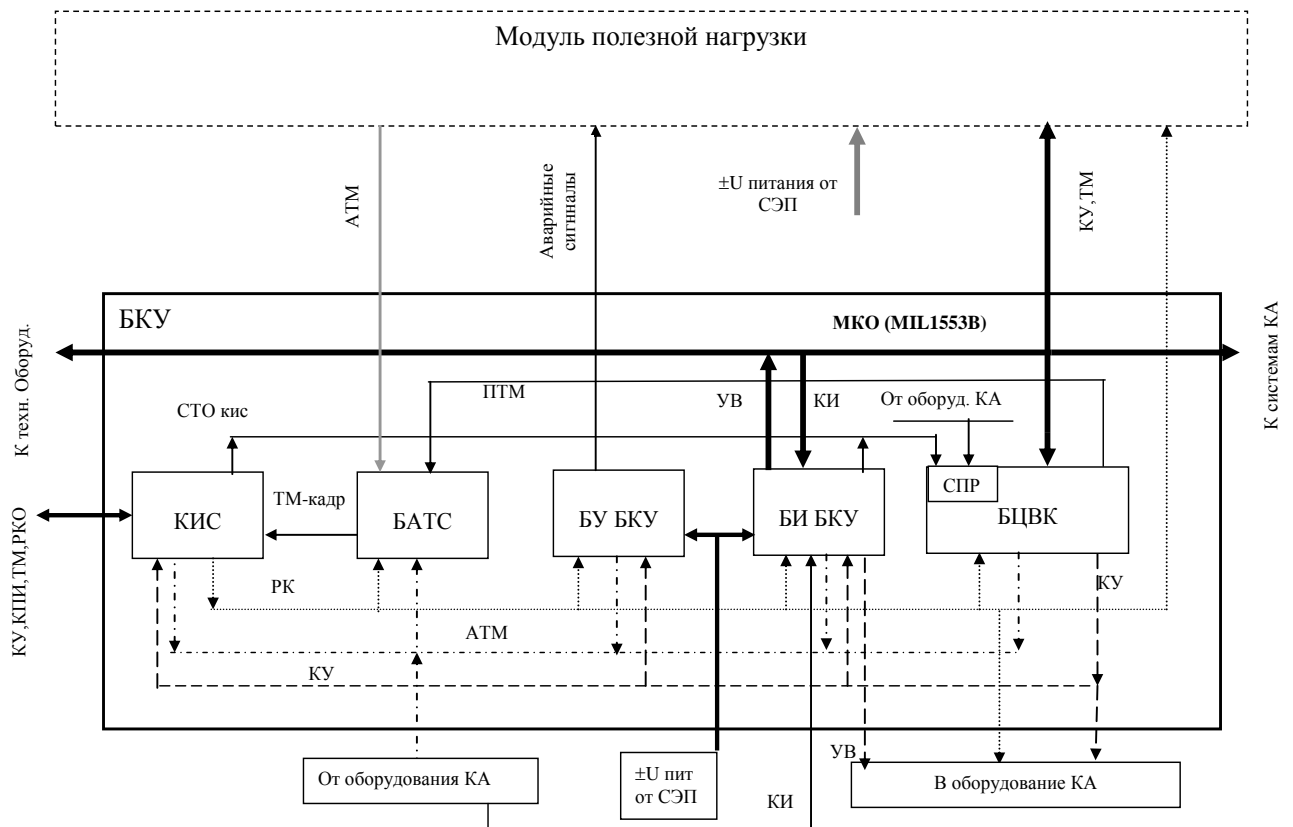 Модуль полезной нагрузки
АТМ
Аварийные
сигнналы
±U питания от
СЭП
КУ,ТМ
БКУ
МКО (MIL1553B)
К техн. Оборуд.
К системам КА
ПТМ
УВ
КИ
От оборуд. КА
СТО кис
СПР
КИС
ТМ-кадр
БАТС
БУ БКУ
БИ БКУ
БЦВК
КУ,КПИ,ТМ,РКО
РК
КУ
АТМ
КУ
От оборудования КА
±U пит
от СЭП
УВ
КИ
В оборудование КА